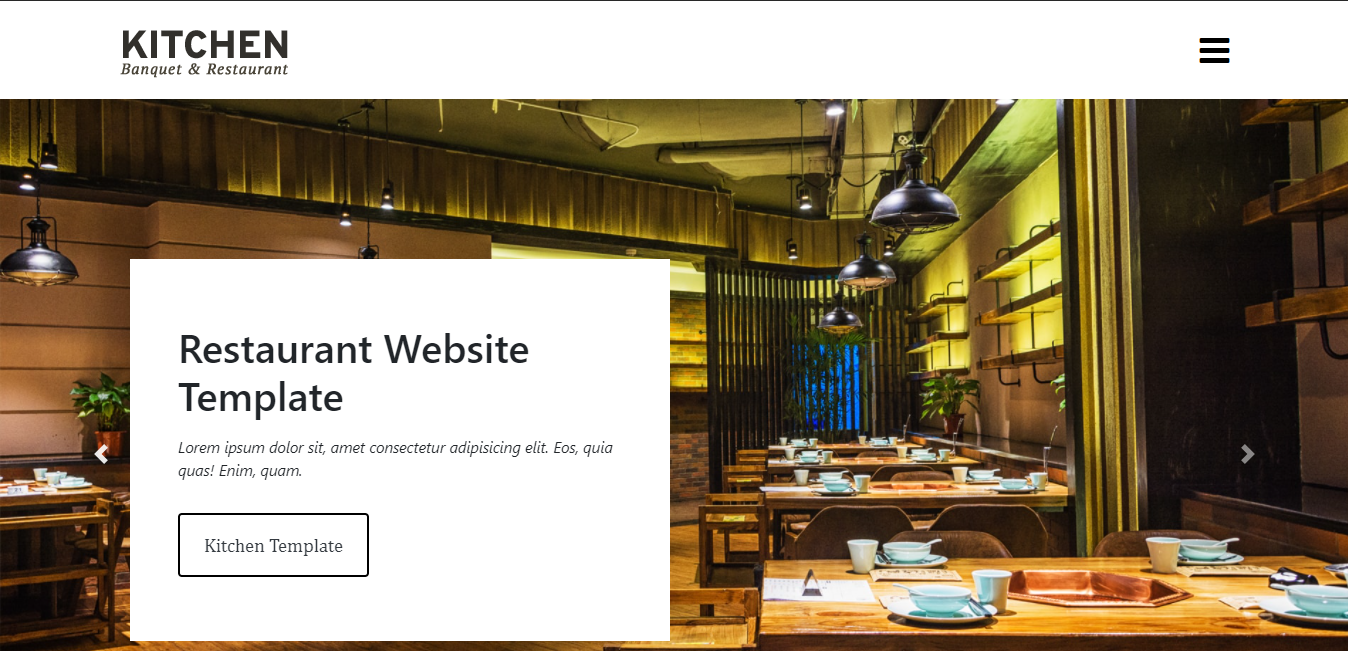 KITCHEN
Banquet & Restaurant
Restaurant Website
Template
Lorem ipsum dolor sit, amet consectetur adipisicing elit. Eos, quia
quas! Enim, quam.
Kitchen Template